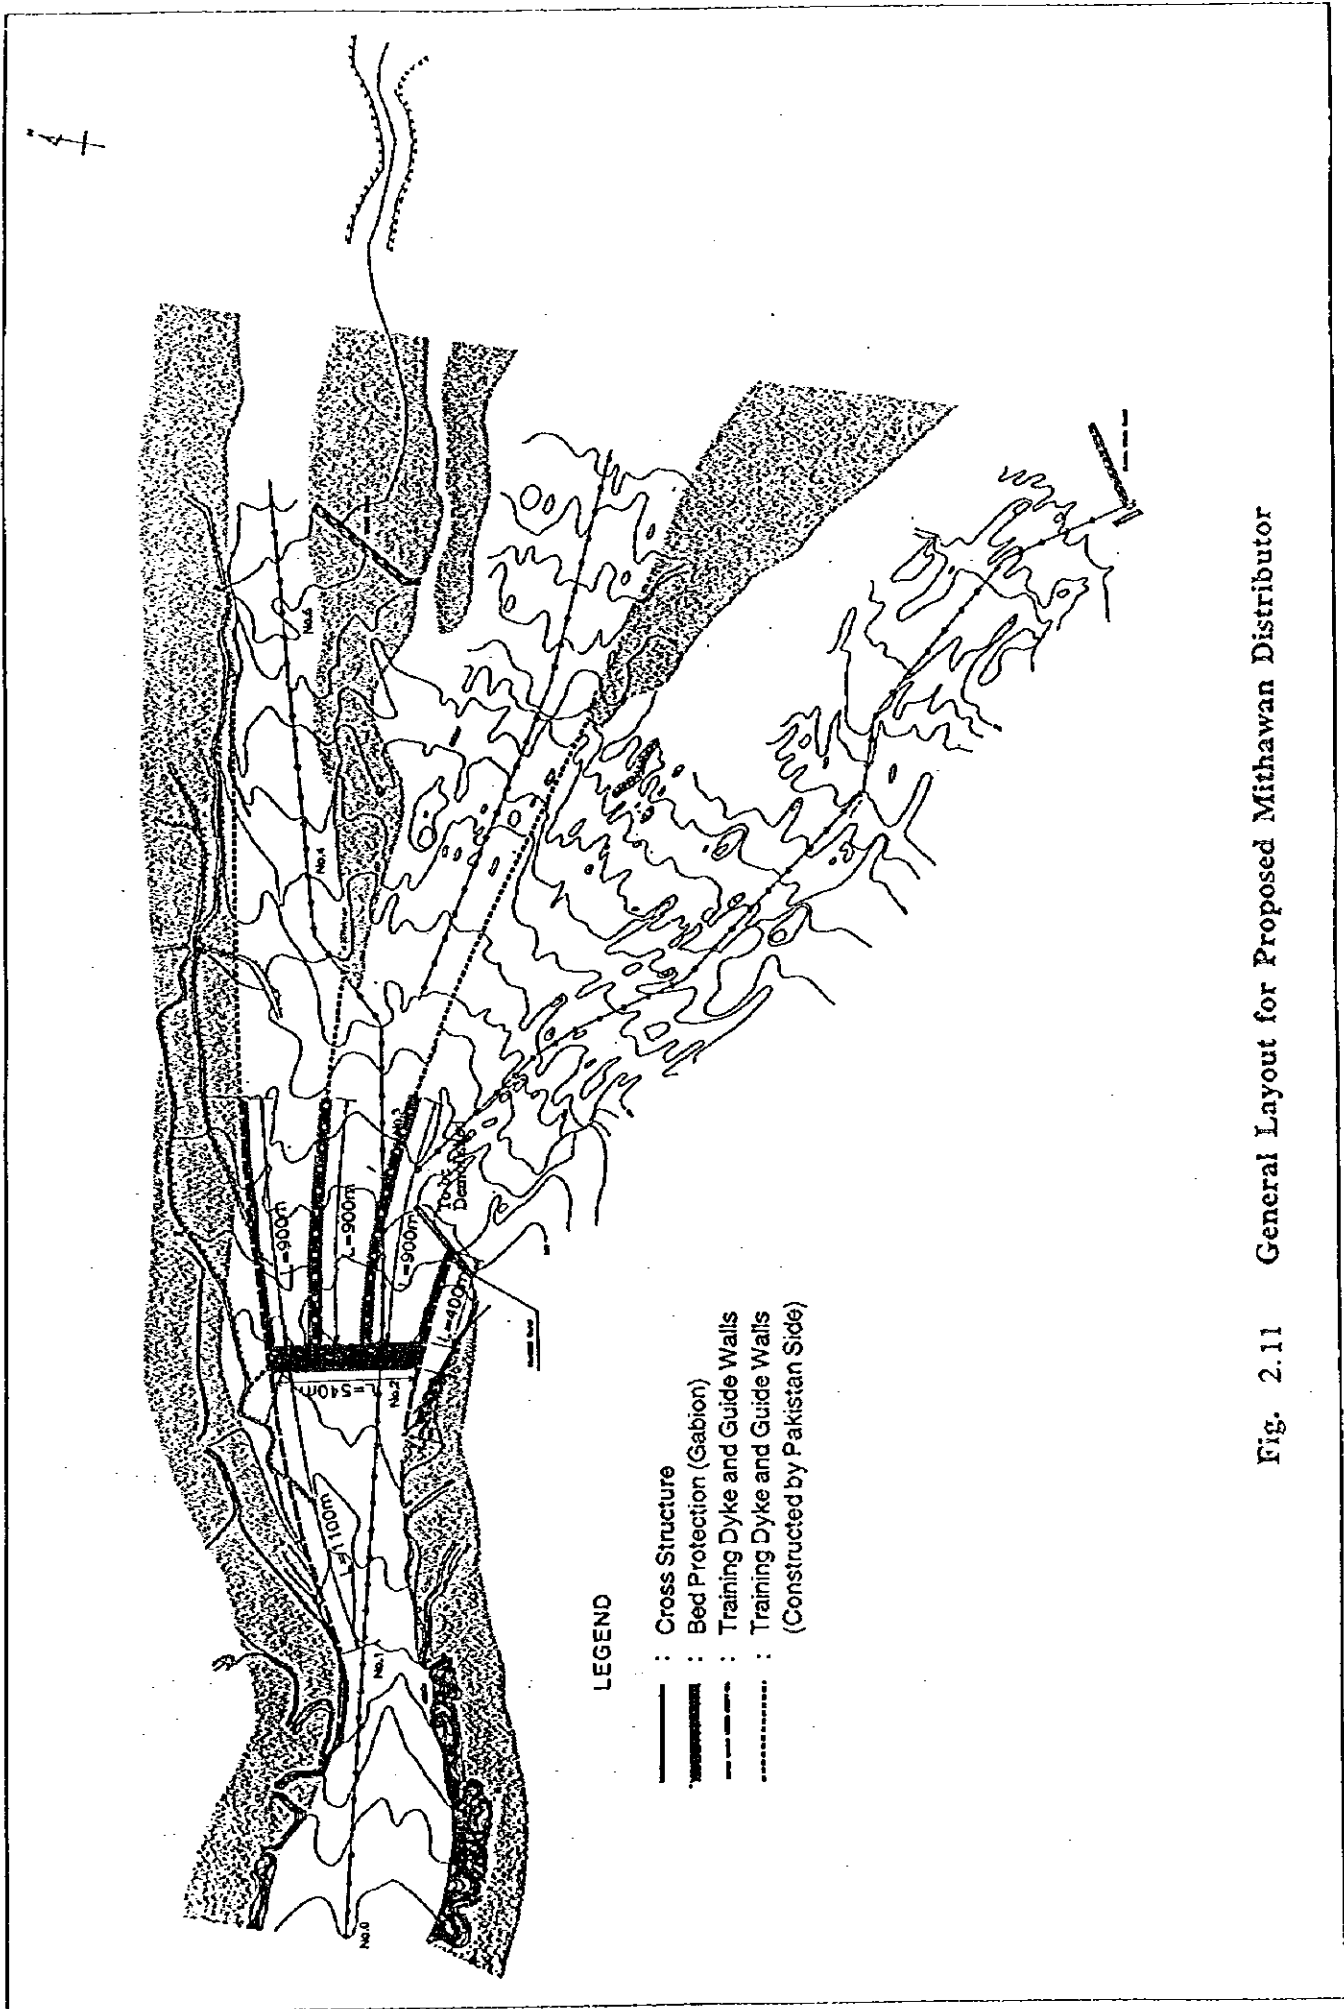 N
No.0
No.1
L=1100m
No.2
L=540m
L=400m
L=900m
L=900m
L=900m
No.3
To be
No.4
No.5
LEGEND
: Cross Structure
: Bed Protection (Gabion)
: Training Dyke and Guide Walls
: Training Dyke and Guide Walls
(Constructed by Pakistan Side)
Fig. 2.11 General Layout for Proposed Mithawan Distributor